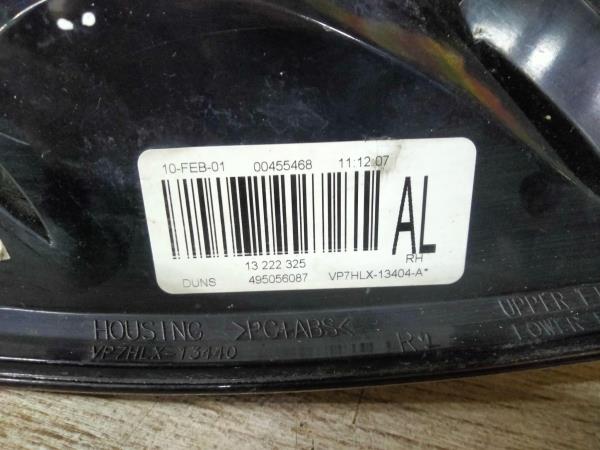 10-FEB-01 00455468 11:12:07
AL
13 222 325 RH
DUNS 495056087 VP7HLX-13404-A*
HOUSING >PC+ABS< R2 UPPER
VP7HLX-13440 LOWER